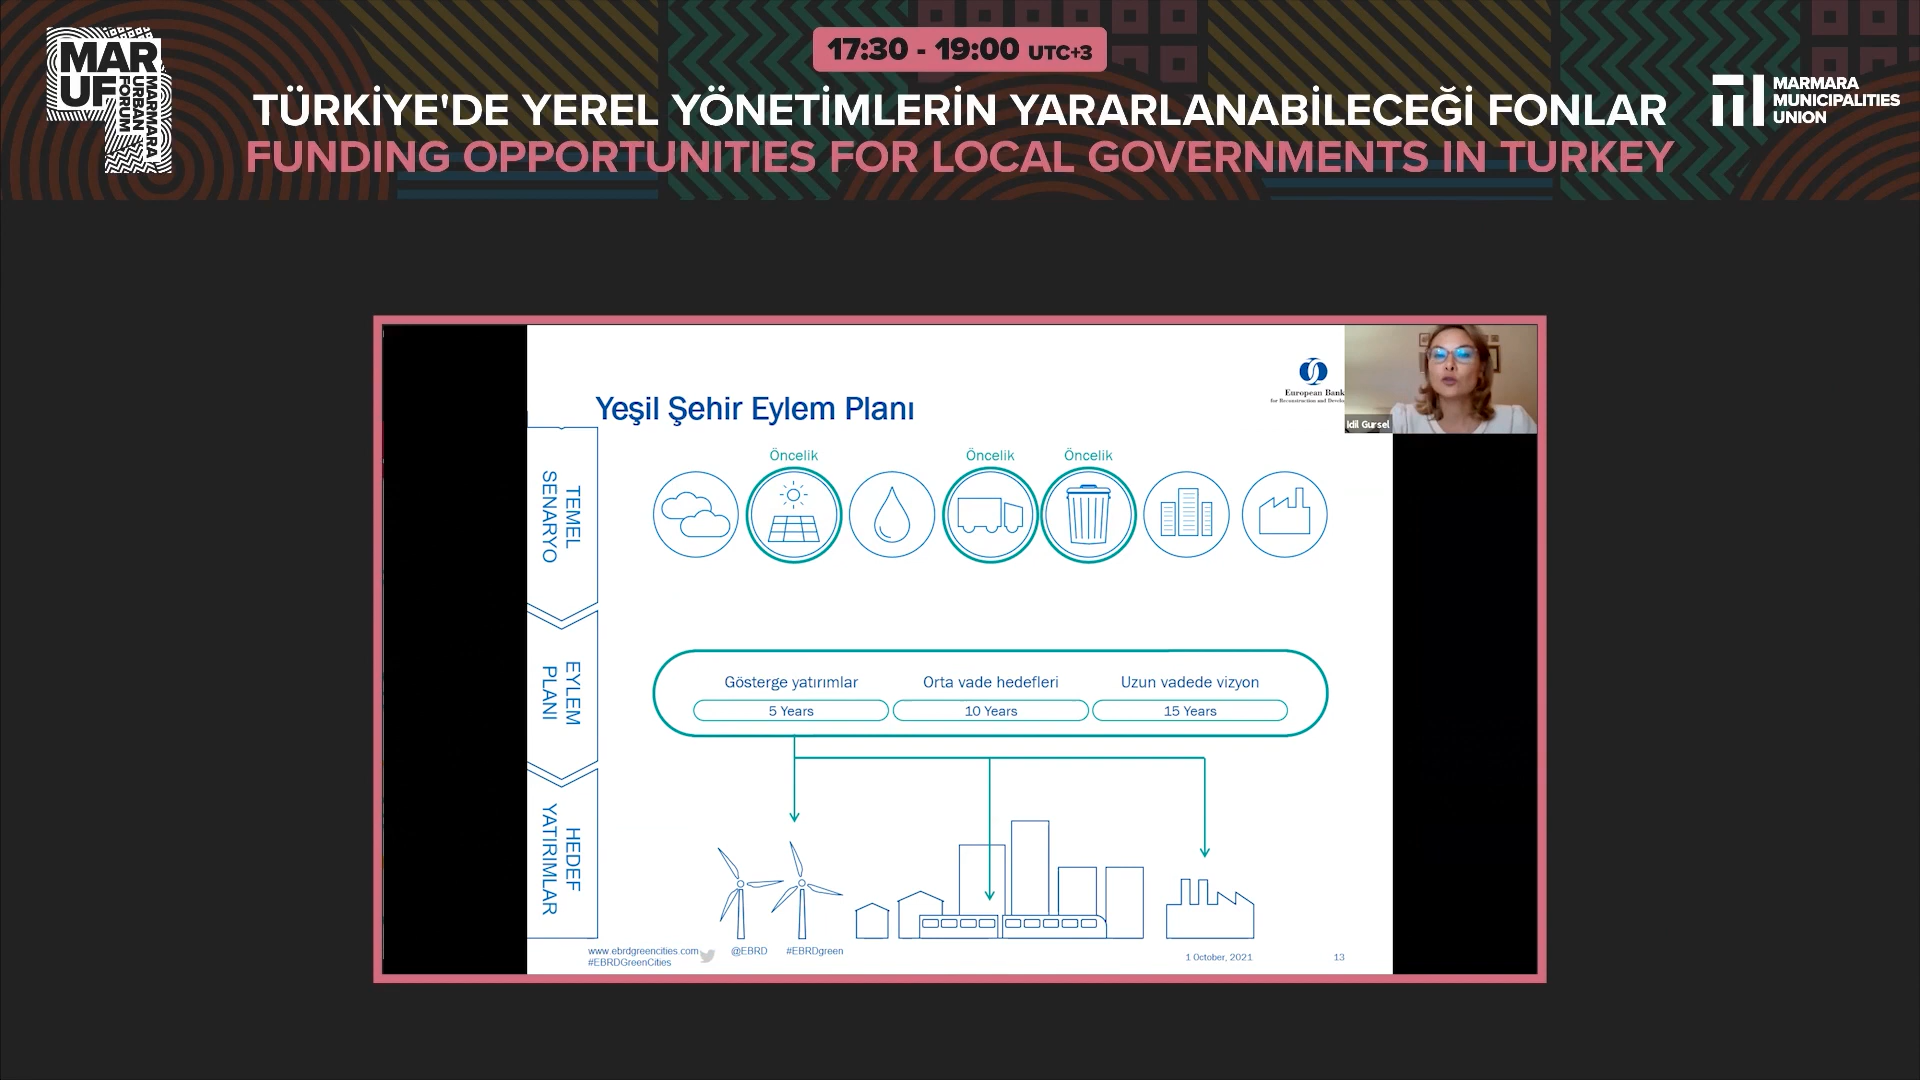 MAR
UF
MARMARA
URBAN
FORUM
17:30 - 19:00 UTC+3
TÜRKİYE'DE YEREL YÖNETİMLERİN YARARLANABİLECEĞİ FONLAR
FUNDING OPPORTUNITIES FOR LOCAL GOVERNMENTS IN TURKEY
MARMARA
MUNICIPALITIES
UNION
European Bank
for Reconstruction and
Idil Gursel
Yeşil Şehir Eylem Planı
TEMEL
SENARYO
Öncelik
Öncelik
Öncelik
EYLEM
PLANI
Gösterge yatırımlar
Orta vade hedefleri
Uzun vadede vizyon
5 Years
10 Years
15 Years
HEDEF
YATIRIMLAR
www.ebrdgreencities.com
#EBRDGreenCities
@EBRD
#EBRDgreen
1 October, 2021
13